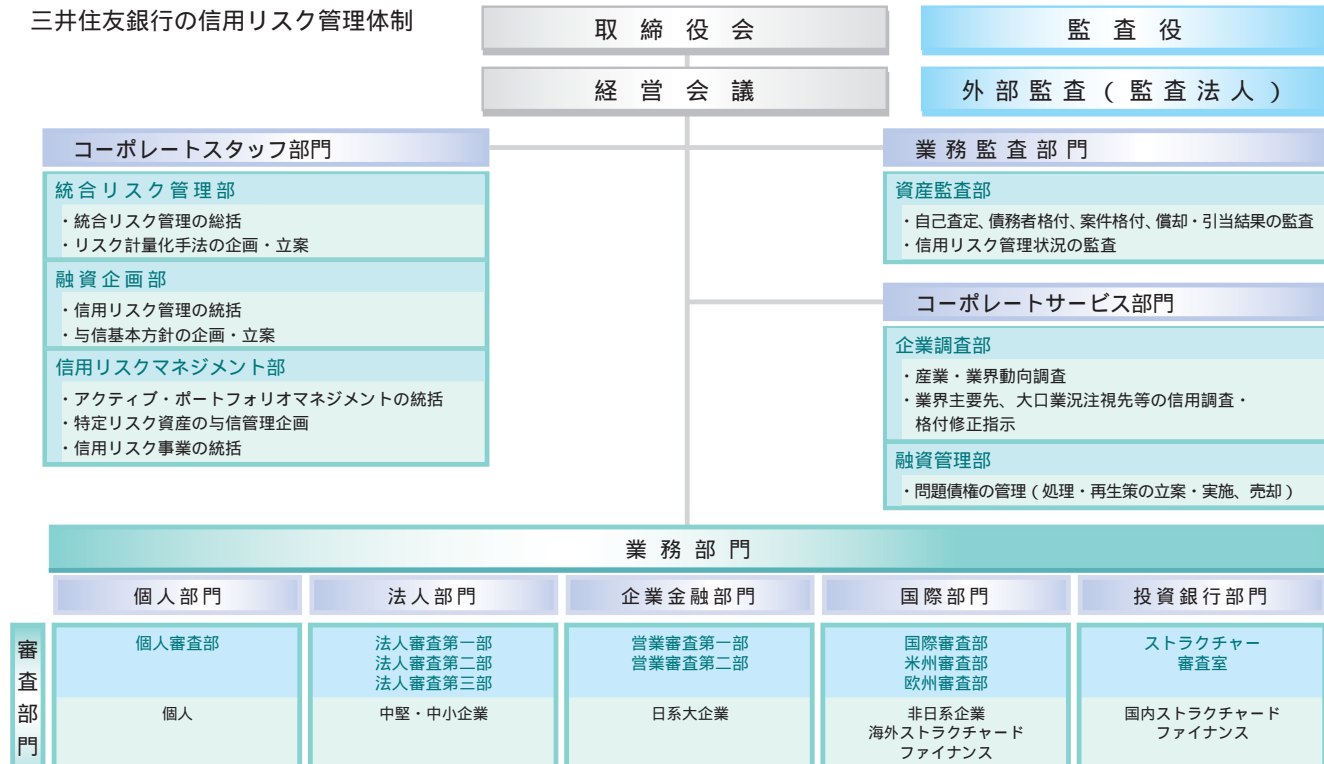 三井住友銀行の信用リスク管理体制
取締役会
監査役
経営会議
外部監査(監査法人)
コーポレートスタッフ部門
統合リスク管理部
・統合リスク管理の総括
・リスク計量化手法の企画・立案
融資企画部
・信用リスク管理の統括
・与信基本方針の企画・立案
信用リスクマネジメント部
・アクティブ・ポートフォリオマネジメントの統括
・特定リスク資産の与信管理企画
・信用リスク事業の統括
業務監査部門
資産監査部
・自己査定、債務者格付、案件格付、償却・引当結果の監査
・信用リスク管理状況の監査
コーポレートサービス部門
企業調査部
・産業・業界動向調査
・業界主要先、大口業況注視先等の信用調査・
格付修正指示
融資管理部
・問題債権の管理(処理・再生策の立案・実施、売却)
業務部門
個人部門
法人部門
企業金融部門
国際部門
投資銀行部門
審査部門
個人審査部
個人
法人審査第一部
法人審査第二部
法人審査第三部
中堅・中小企業
営業審査第一部
営業審査第二部
日系大企業
国際審査部
米州審査部
欧州審査部
非日系企業
海外ストラクチャード
ファイナンス
ストラクチャー
審査室
国内ストラクチャード
ファイナンス